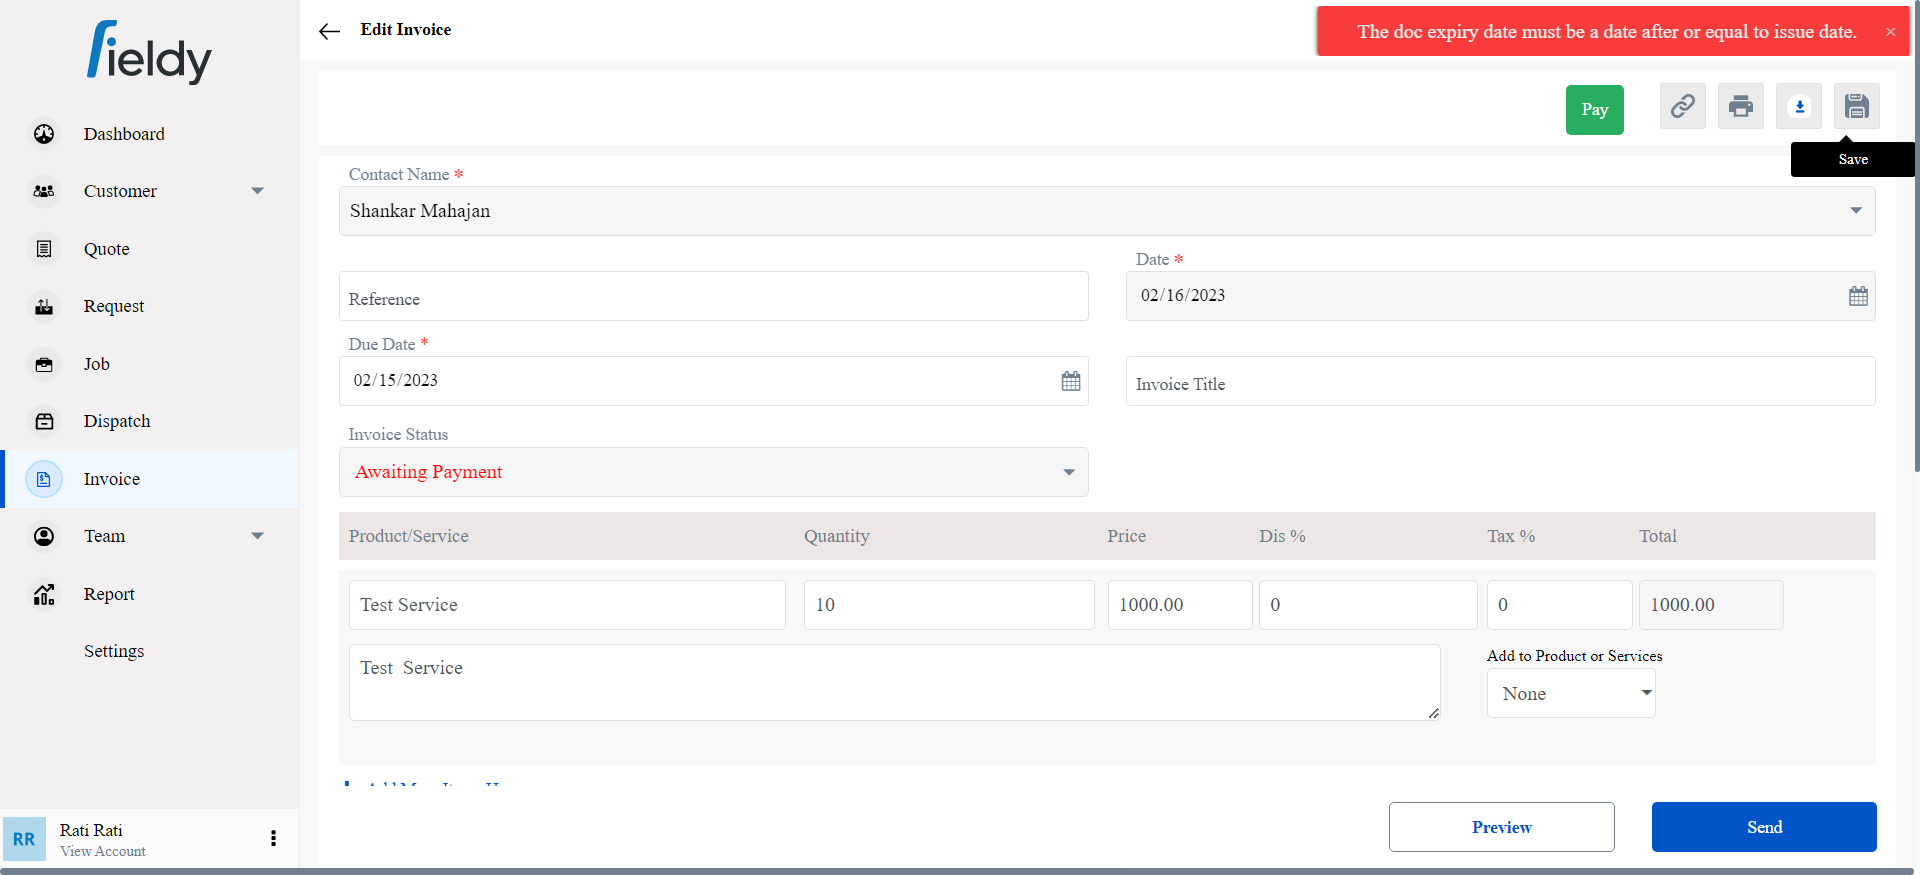 fieldy
Edit Invoice
The doc expiry date must be a date after or equal to issue date. ×
Dashboard
Customer
Quote
Request
Job
Dispatch
Invoice
Team
Report
Settings
RR
Rati Rati
View Account
Pay
Save
Contact Name *
Shankar Mahajan
Reference
Date *
02/16/2023
Due Date *
02/15/2023
Invoice Title
Invoice Status
Awaiting Payment
Product/Service Quantity Price Dis % Tax % Total
Test Service 10 1000.00 0 0 1000.00
Test  Service
Add to Product or Services
None
Preview
Send